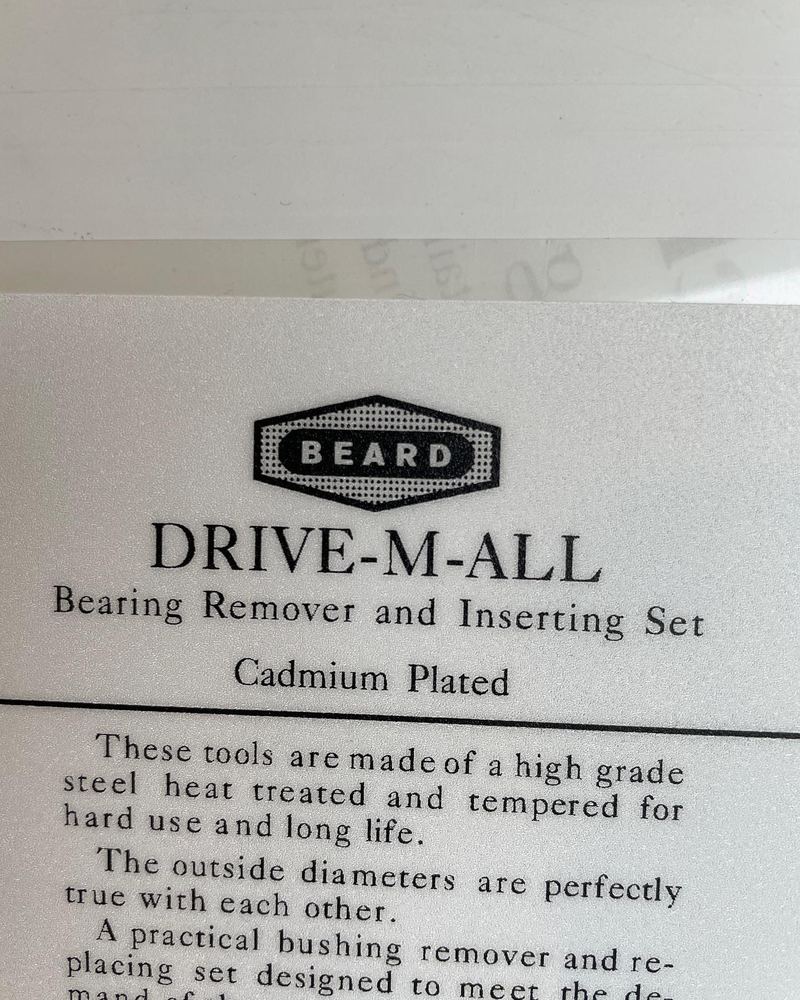 BEARD
DRIVE-M-ALL
Bearing Remover and Inserting Set
Cadmium Plated
These tools are made of a high grade
steel heat treated and tempered for
hard use and long life.
The outside diameters are perfectly
true with each other.
A practical bushing remover and re-
placing set designed to meet the de-
mand of